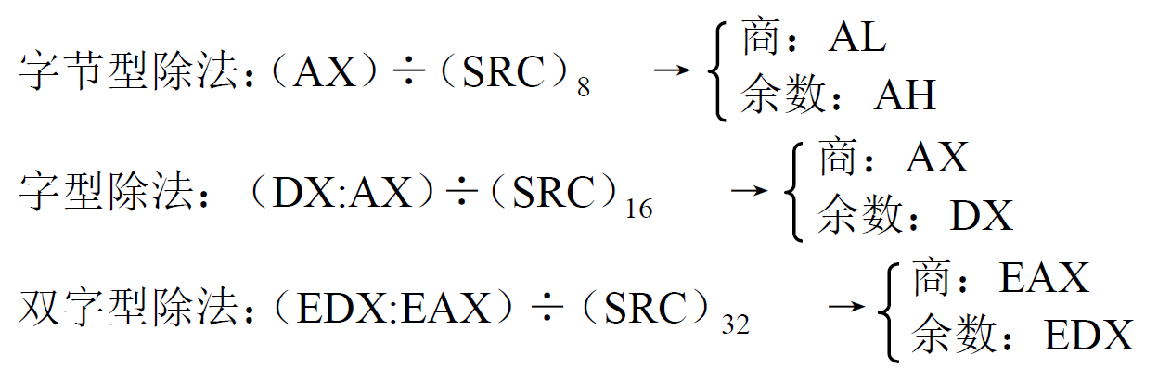 字节型除法：（AX）÷（SRC）8 → { 商：AL
余数：AH
字型除法：（DX:AX）÷（SRC）16 → { 商：AX
余数：DX
双字型除法：（EDX:EAX）÷（SRC）32 → { 商：EAX
余数：EDX